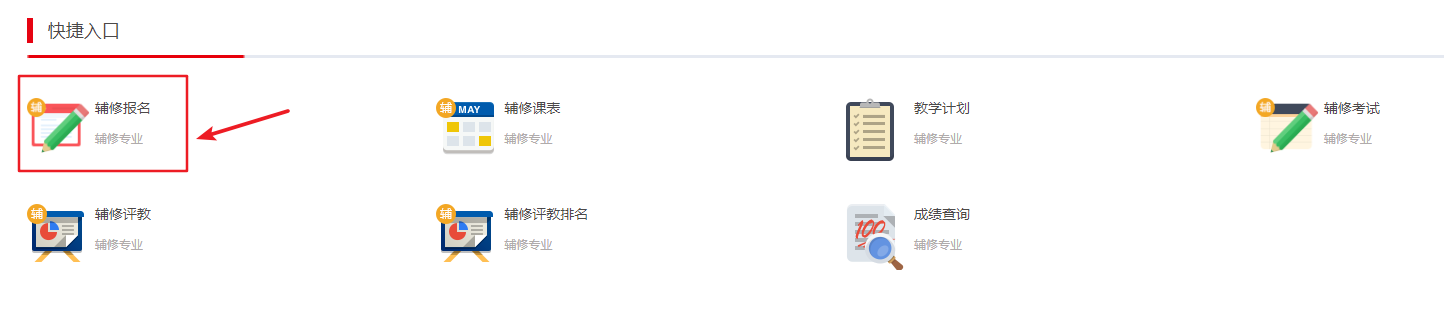 快捷入口
辅
辅修报名
辅修专业
辅
MAY
辅修课表
辅修专业
教学计划
辅修专业
辅
辅修考试
辅修专业
辅
辅修评教
辅修专业
辅
辅修评教排名
辅修专业
100
成绩查询
辅修专业